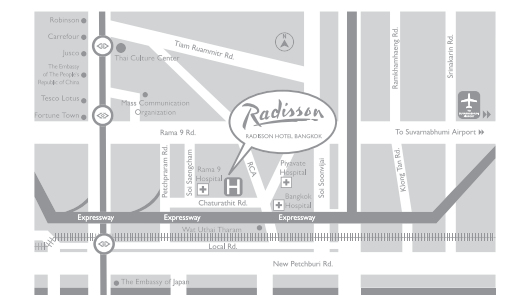 Robinson
Carrefour
Jusco
The Embassy
of The People's
Republic of China
Tesco Lotus
Fortune Town
Thai Culture Center
Tiam Ruammitr Rd.
N
Ramkhamhaeng Rd.
Srinakarin Rd.
Mass Communication
Organization
Radisson
RADISSON HOTEL BANGKOK
Rama 9 Rd.
To Suvarnabhumi Airport
Petchpraram Rd.
Soi Saengcham
Rama 9
Hospital
H
RCA
Piyavate
Hospital
Bangkok
Hospital
Soi Soonvijai
Klong Tan Rd.
Chaturathit Rd.
Expressway
Expressway
Expressway
Wat Uthai Tharam
Local Rd.
New Petchburi Rd.
The Embassy of Japan